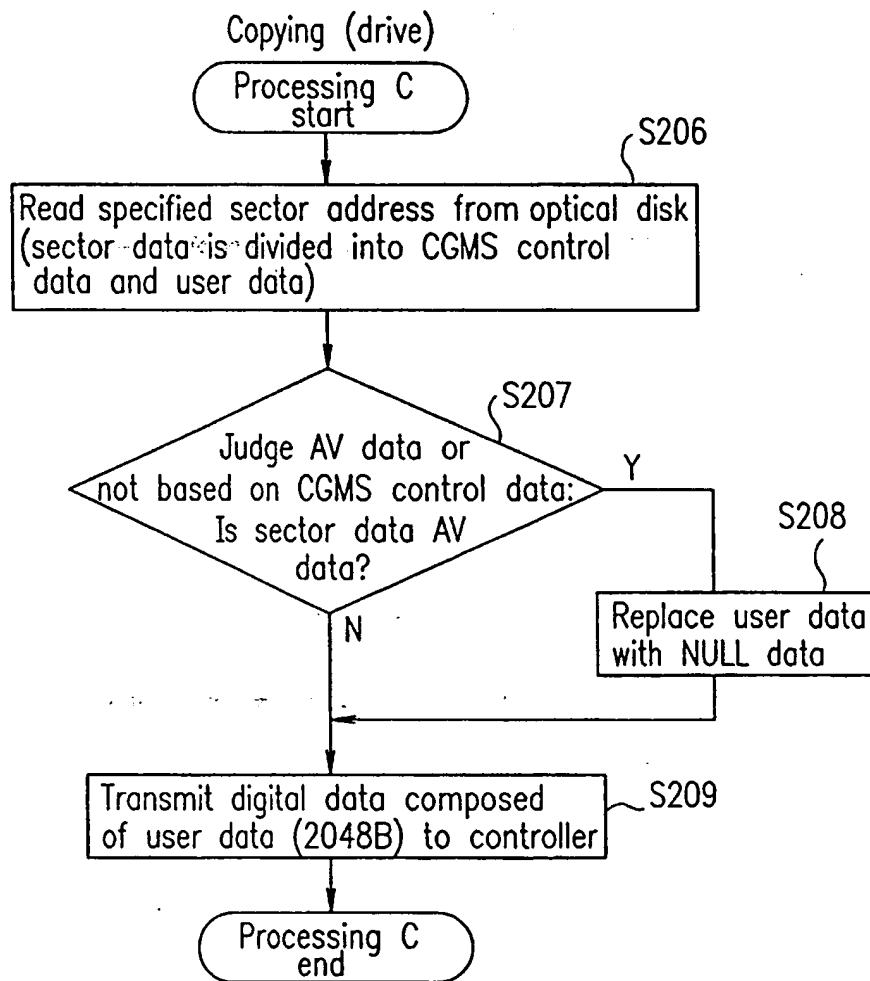 Copying (drive)
Processing C
start
S206
Read specified sector address from optical disk
(sector data is divided into CGMS control
data and user data)
S207
Judge AV data or
not based on CGMS control data:
Is sector data AV
data?
Y
N
S208
Replace user data
with NULL data
Transmit digital data composed
of user data (2048B) to controller
S209
Processing C
end